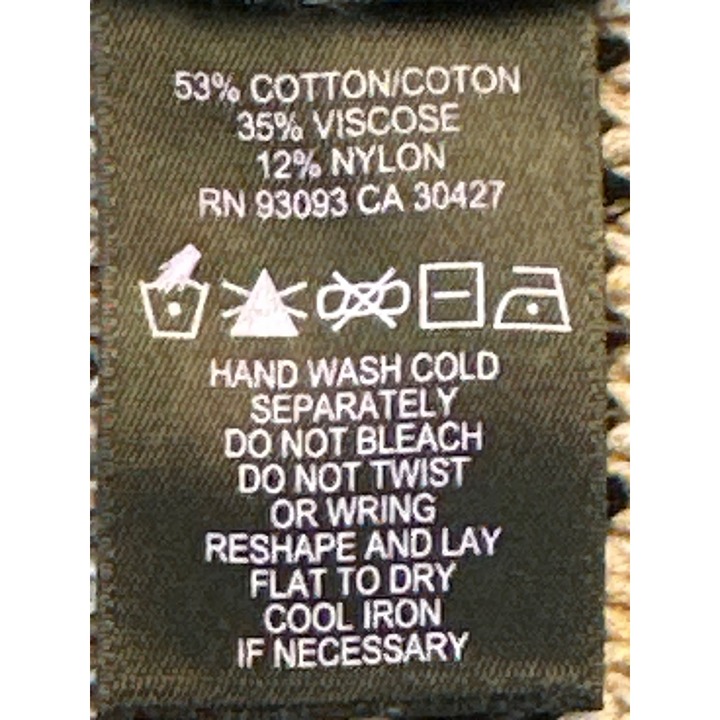 53% COTTON/COTON
35% VISCOSE
12% NYLON
RN 93093 CA 30427
HAND WASH COLD
SEPARATELY
DO NOT BLEACH
DO NOT TWIST
OR WRING
RESHAPE AND LAY
FLAT TO DRY
COOL IRON
IF NECESSARY